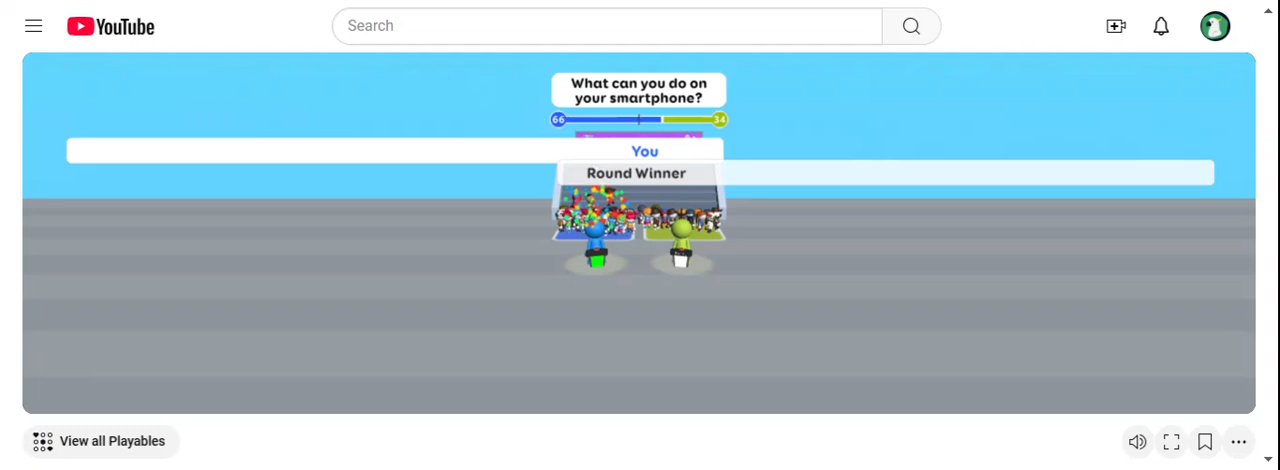 YouTube
Search
What can you do on
your smartphone?
66
34
You
Round Winner
View all Playables